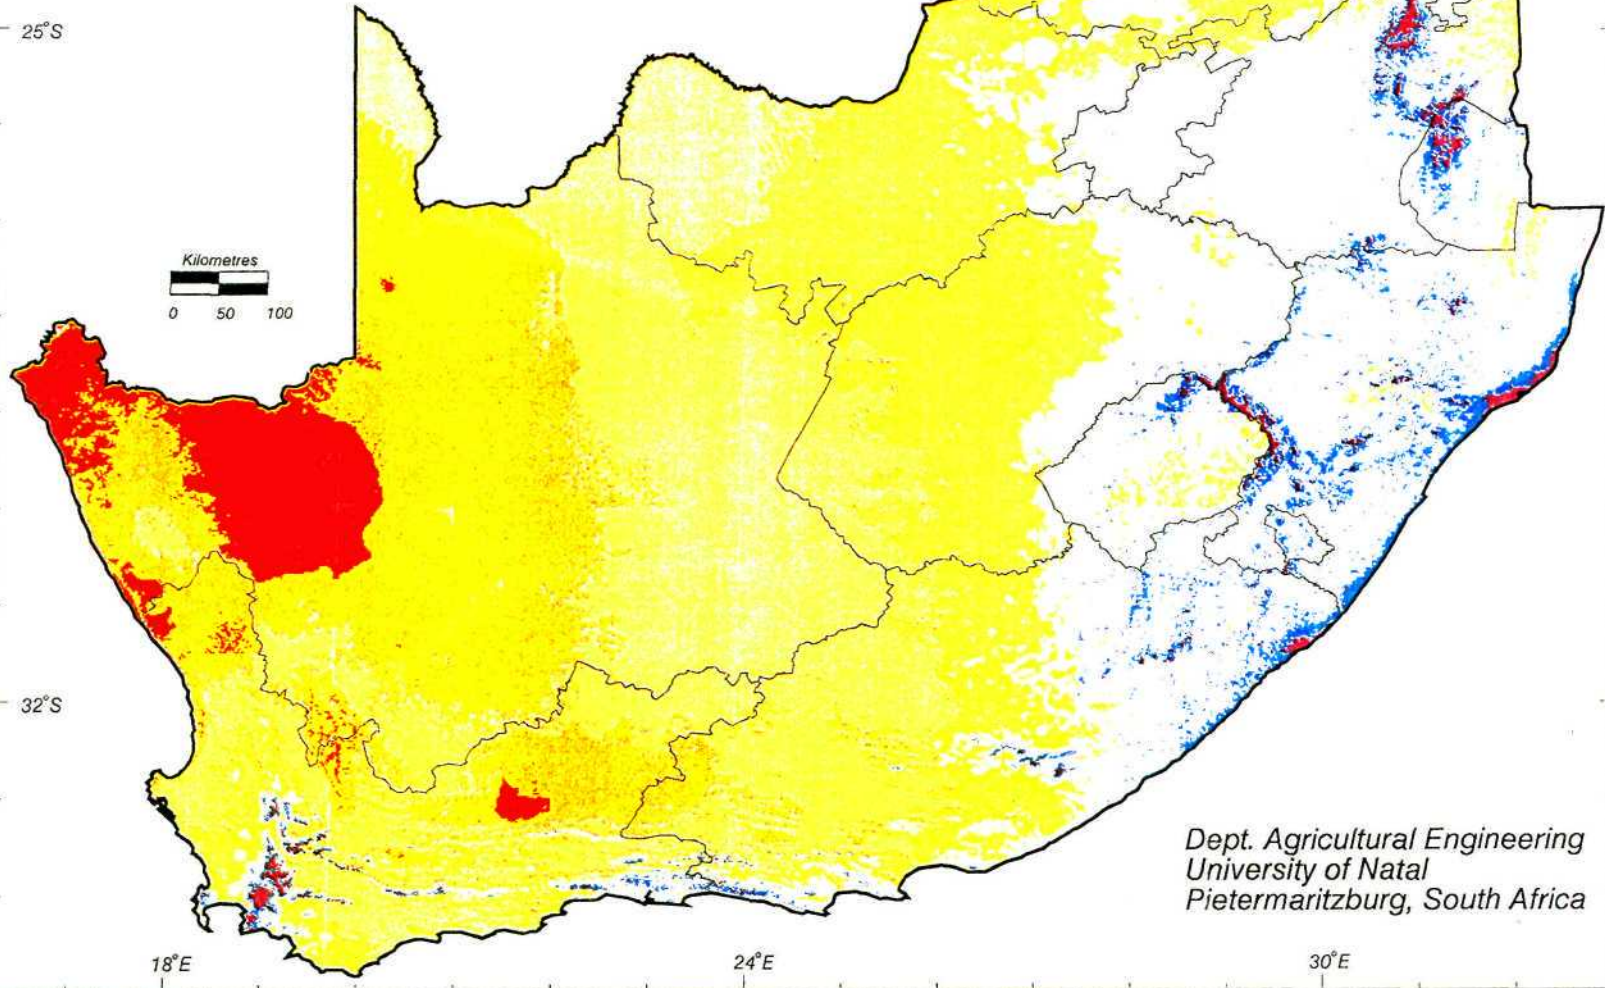 25°S
Kilometres
0 50 100
32°S
Dept. Agricultural Engineering
University of Natal
Pietermaritzburg, South Africa
18°E 24°E 30°E